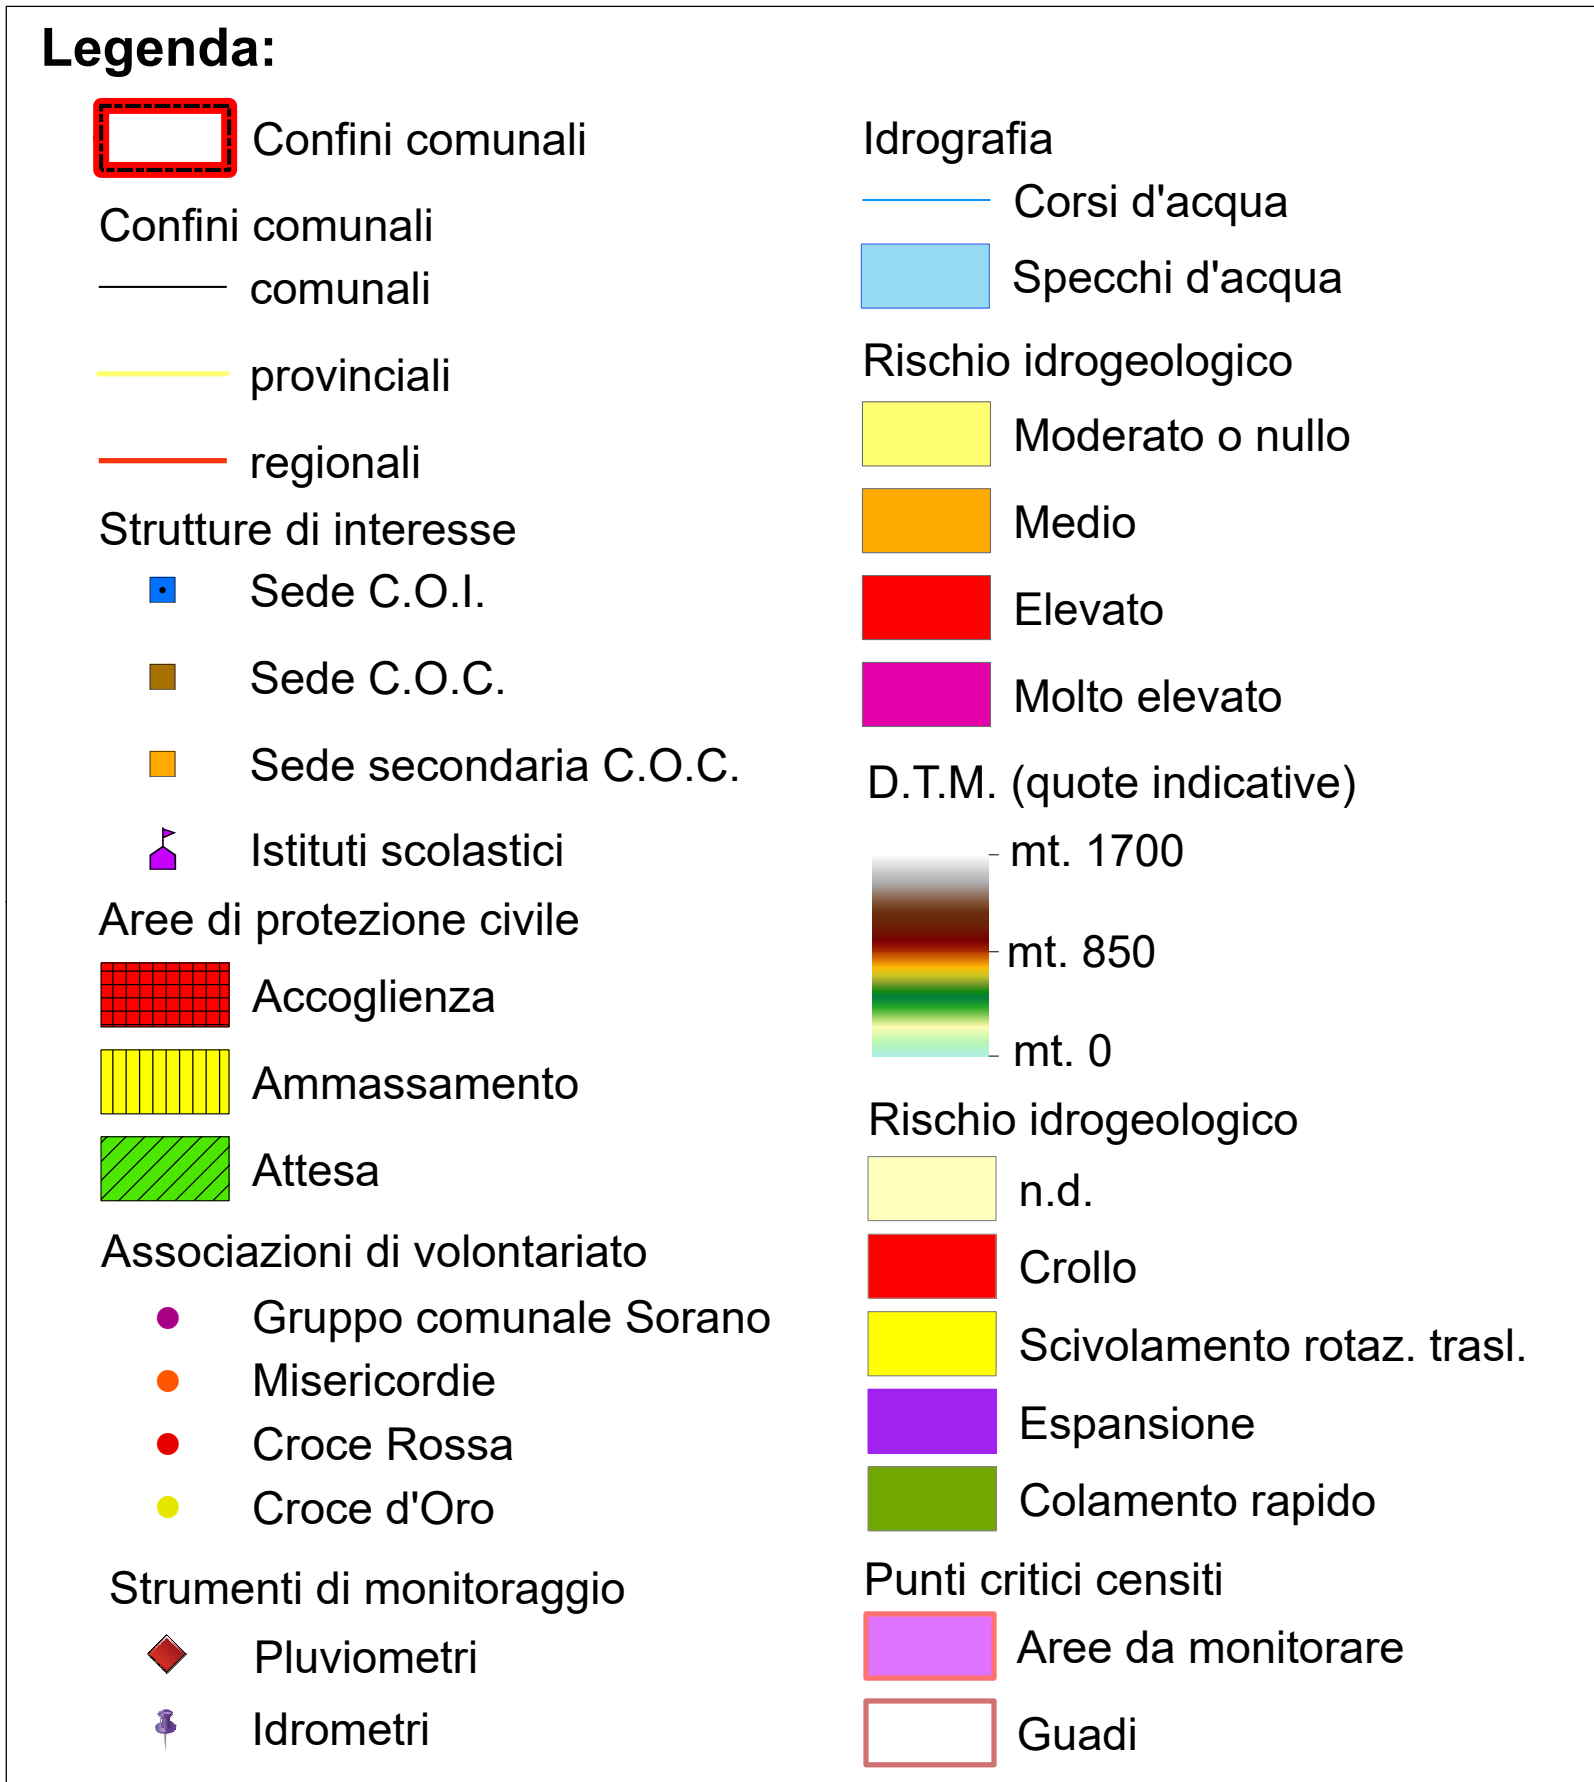 Legenda:
Confini comunali
Confini comunali
comunali
provinciali
regionali
Strutture di interesse
Sede C.O.I.
Sede C.O.C.
Sede secondaria C.O.C.
Istituti scolastici
Aree di protezione civile
Accoglienza
Ammassamento
Attesa
Associazioni di volontariato
Gruppo comunale Sorano
Misericordie
Croce Rossa
Croce d'Oro
Strumenti di monitoraggio
Pluviometri
Idrometri
Idrografia
Corsi d'acqua
Specchi d'acqua
Rischio idrogeologico
Moderato o nullo
Medio
Elevato
Molto elevato
D.T.M. (quote indicative)
mt. 1700
mt. 850
mt. 0
Rischio idrogeologico
n.d.
Crollo
Scivolamento rotaz. trasl.
Espansione
Colamento rapido
Punti critici censiti
Aree da monitorare
Guadi